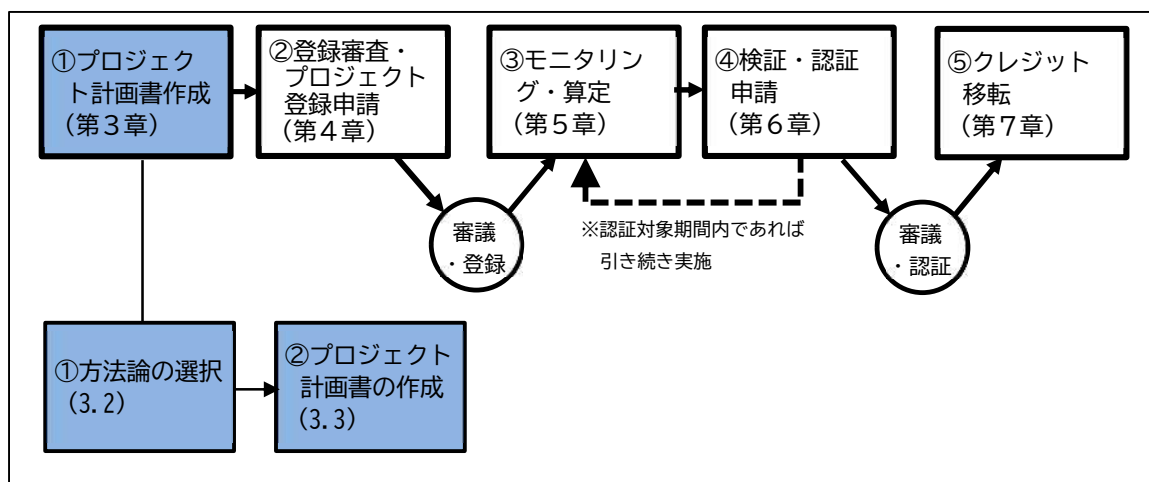 ①プロジェク
ト計画書作成
(第3章)
②登録審査・
プロジェクト
登録申請
(第4章)
③モニタリン
グ・算定
(第5章)
④検証・認証
申請
(第6章)
⑤クレジット
移転
(第7章)
審議
・登録
※認証対象期間内であれば
引き続き実施
審議
・認証
①方法論の選択
(3.2)
②プロジェクト
計画書の作成
(3.3)